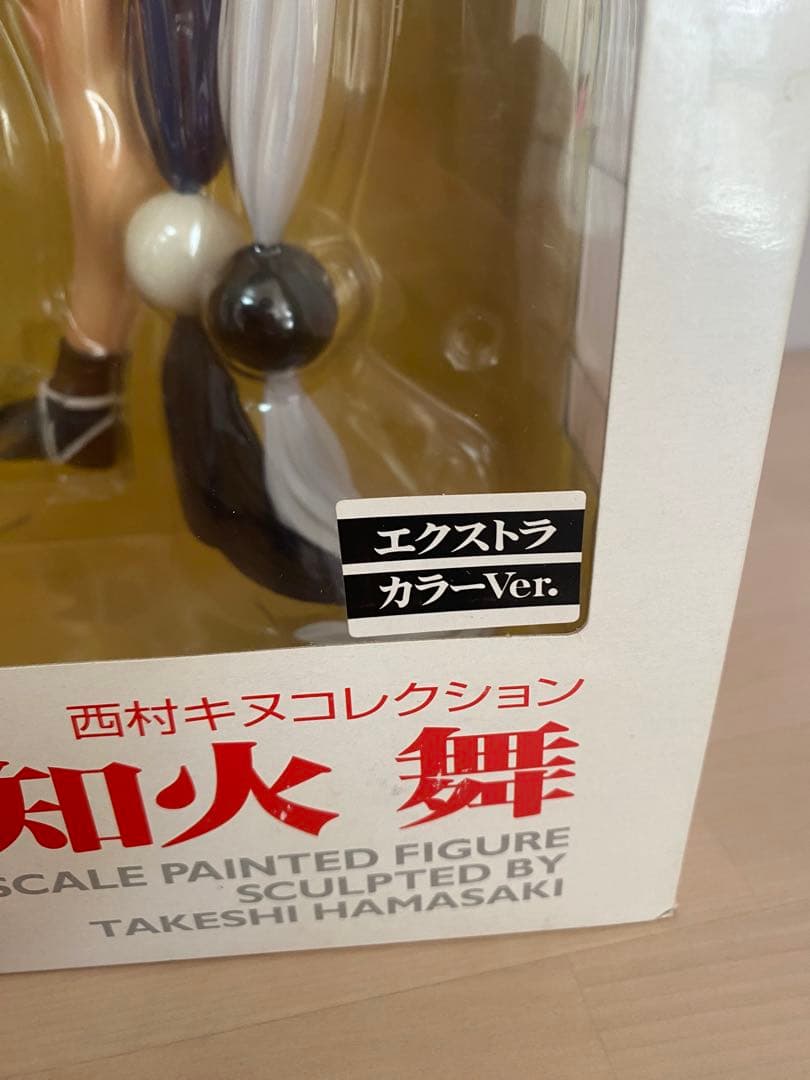 エクストラ
カラーVer.
西村キヌコレクション
知火 舞
SCALE PAINTED FIGURE
SCULPTED BY
TAKESHI HAMASAKI